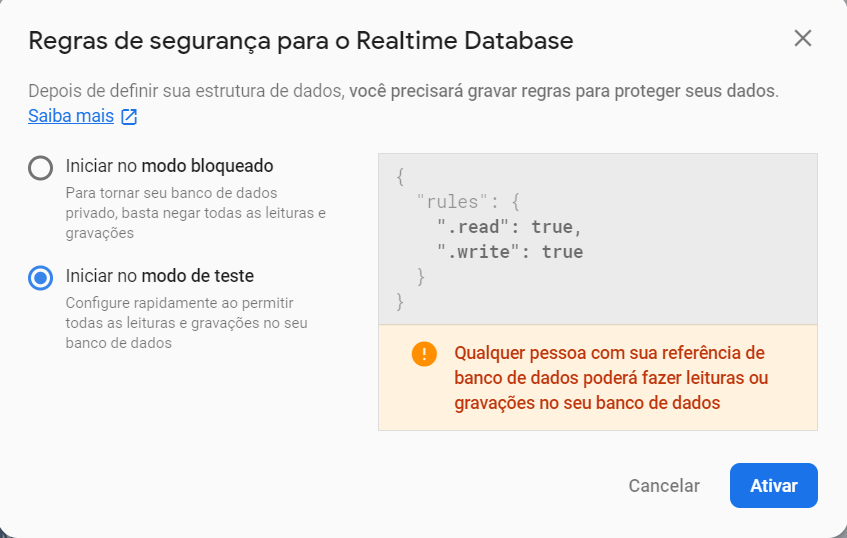 Regras de segurança para o Realtime Database
Depois de definir sua estrutura de dados, você precisará gravar regras para proteger seus dados.
Saiba mais
Iniciar no modo bloqueado
Para tornar seu banco de dados
privado, basta negar todas as leituras e
gravações
Iniciar no modo de teste
Configure rapidamente ao permitir
todas as leituras e gravações no seu
banco de dados
{
"rules": {
".read": true,
".write": true
}
}
Qualquer pessoa com sua referência de
banco de dados poderá fazer leituras ou
gravações no seu banco de dados
Cancelar
Ativar